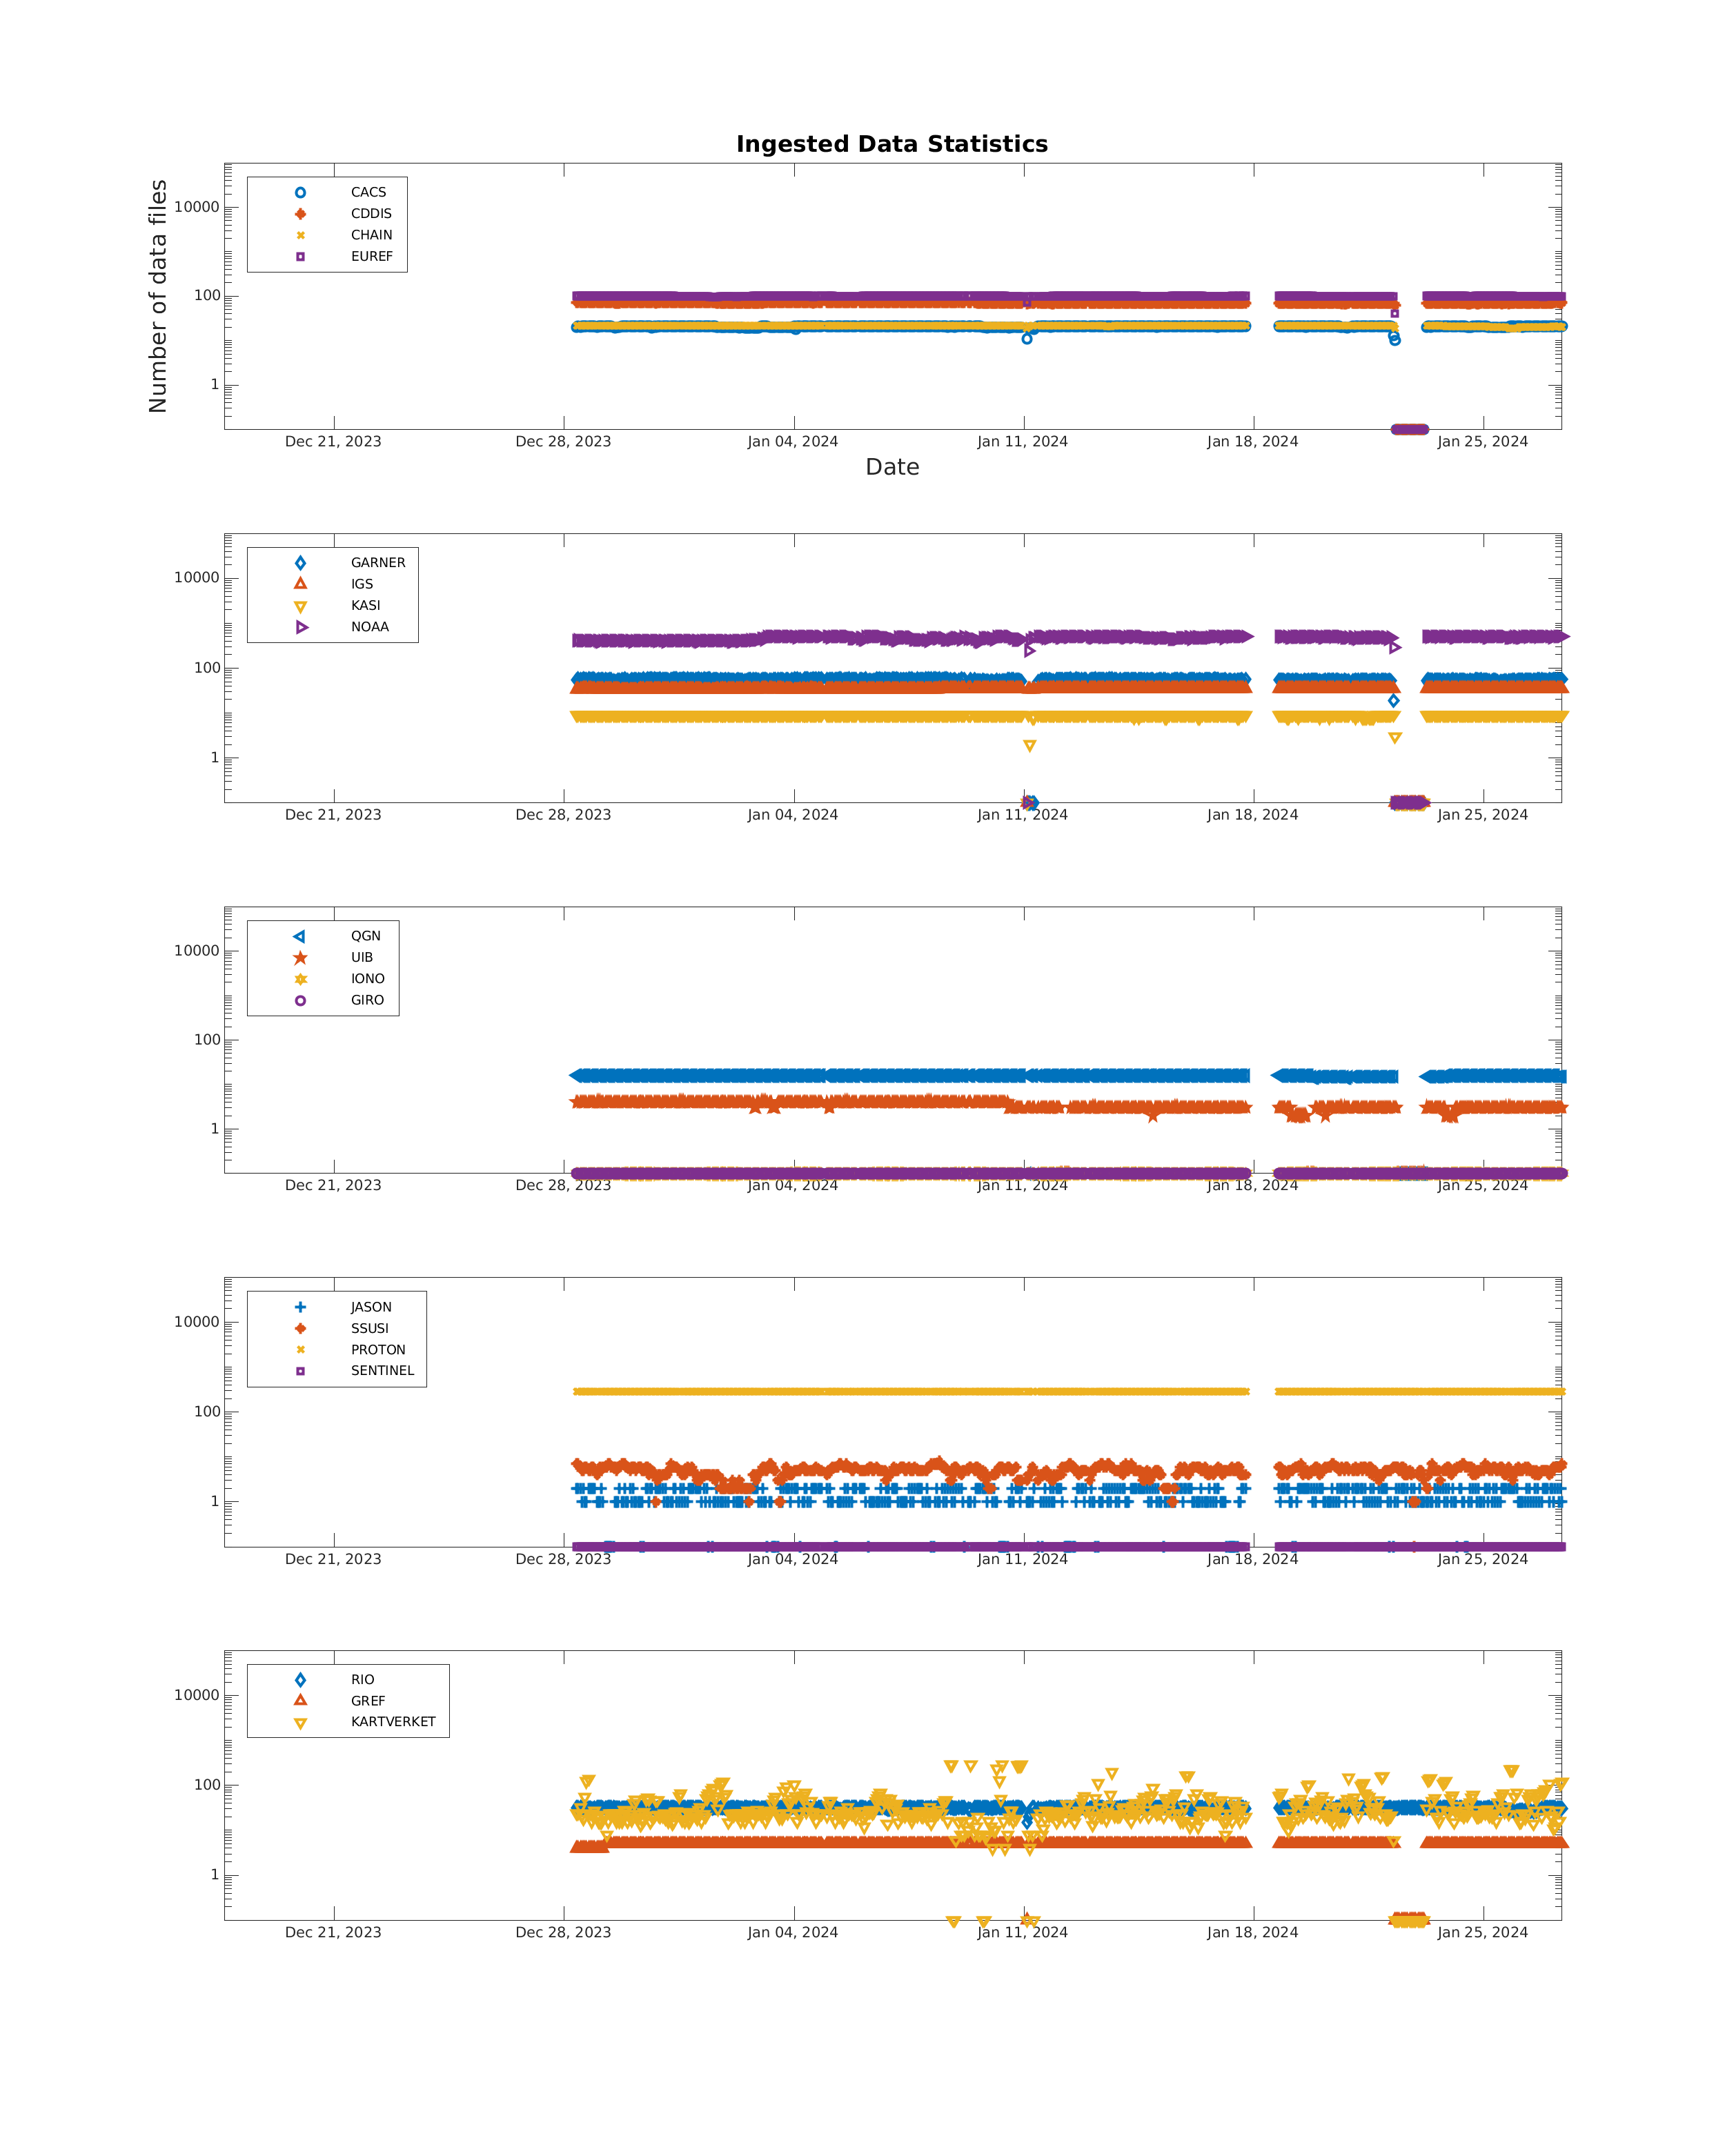 Ingested Data Statistics
Number of data files
10000
100
1
CACS
CDDIS
CHAIN
EUREF
Dec 21, 2023 Dec 28, 2023 Jan 04, 2024 Jan 11, 2024 Jan 18, 2024 Jan 25, 2024
Date
10000
100
1
GARNER
IGS
KASI
NOAA
Dec 21, 2023 Dec 28, 2023 Jan 04, 2024 Jan 11, 2024 Jan 18, 2024 Jan 25, 2024
10000
100
1
QGN
UIB
IONO
GIRO
Dec 21, 2023 Dec 28, 2023 Jan 04, 2024 Jan 11, 2024 Jan 18, 2024 Jan 25, 2024
10000
100
1
JASON
SSUSI
PROTON
SENTINEL
Dec 21, 2023 Dec 28, 2023 Jan 04, 2024 Jan 11, 2024 Jan 18, 2024 Jan 25, 2024
10000
100
1
RIO
GREF
KARTVERKET
Dec 21, 2023 Dec 28, 2023 Jan 04, 2024 Jan 11, 2024 Jan 18, 2024 Jan 25, 2024